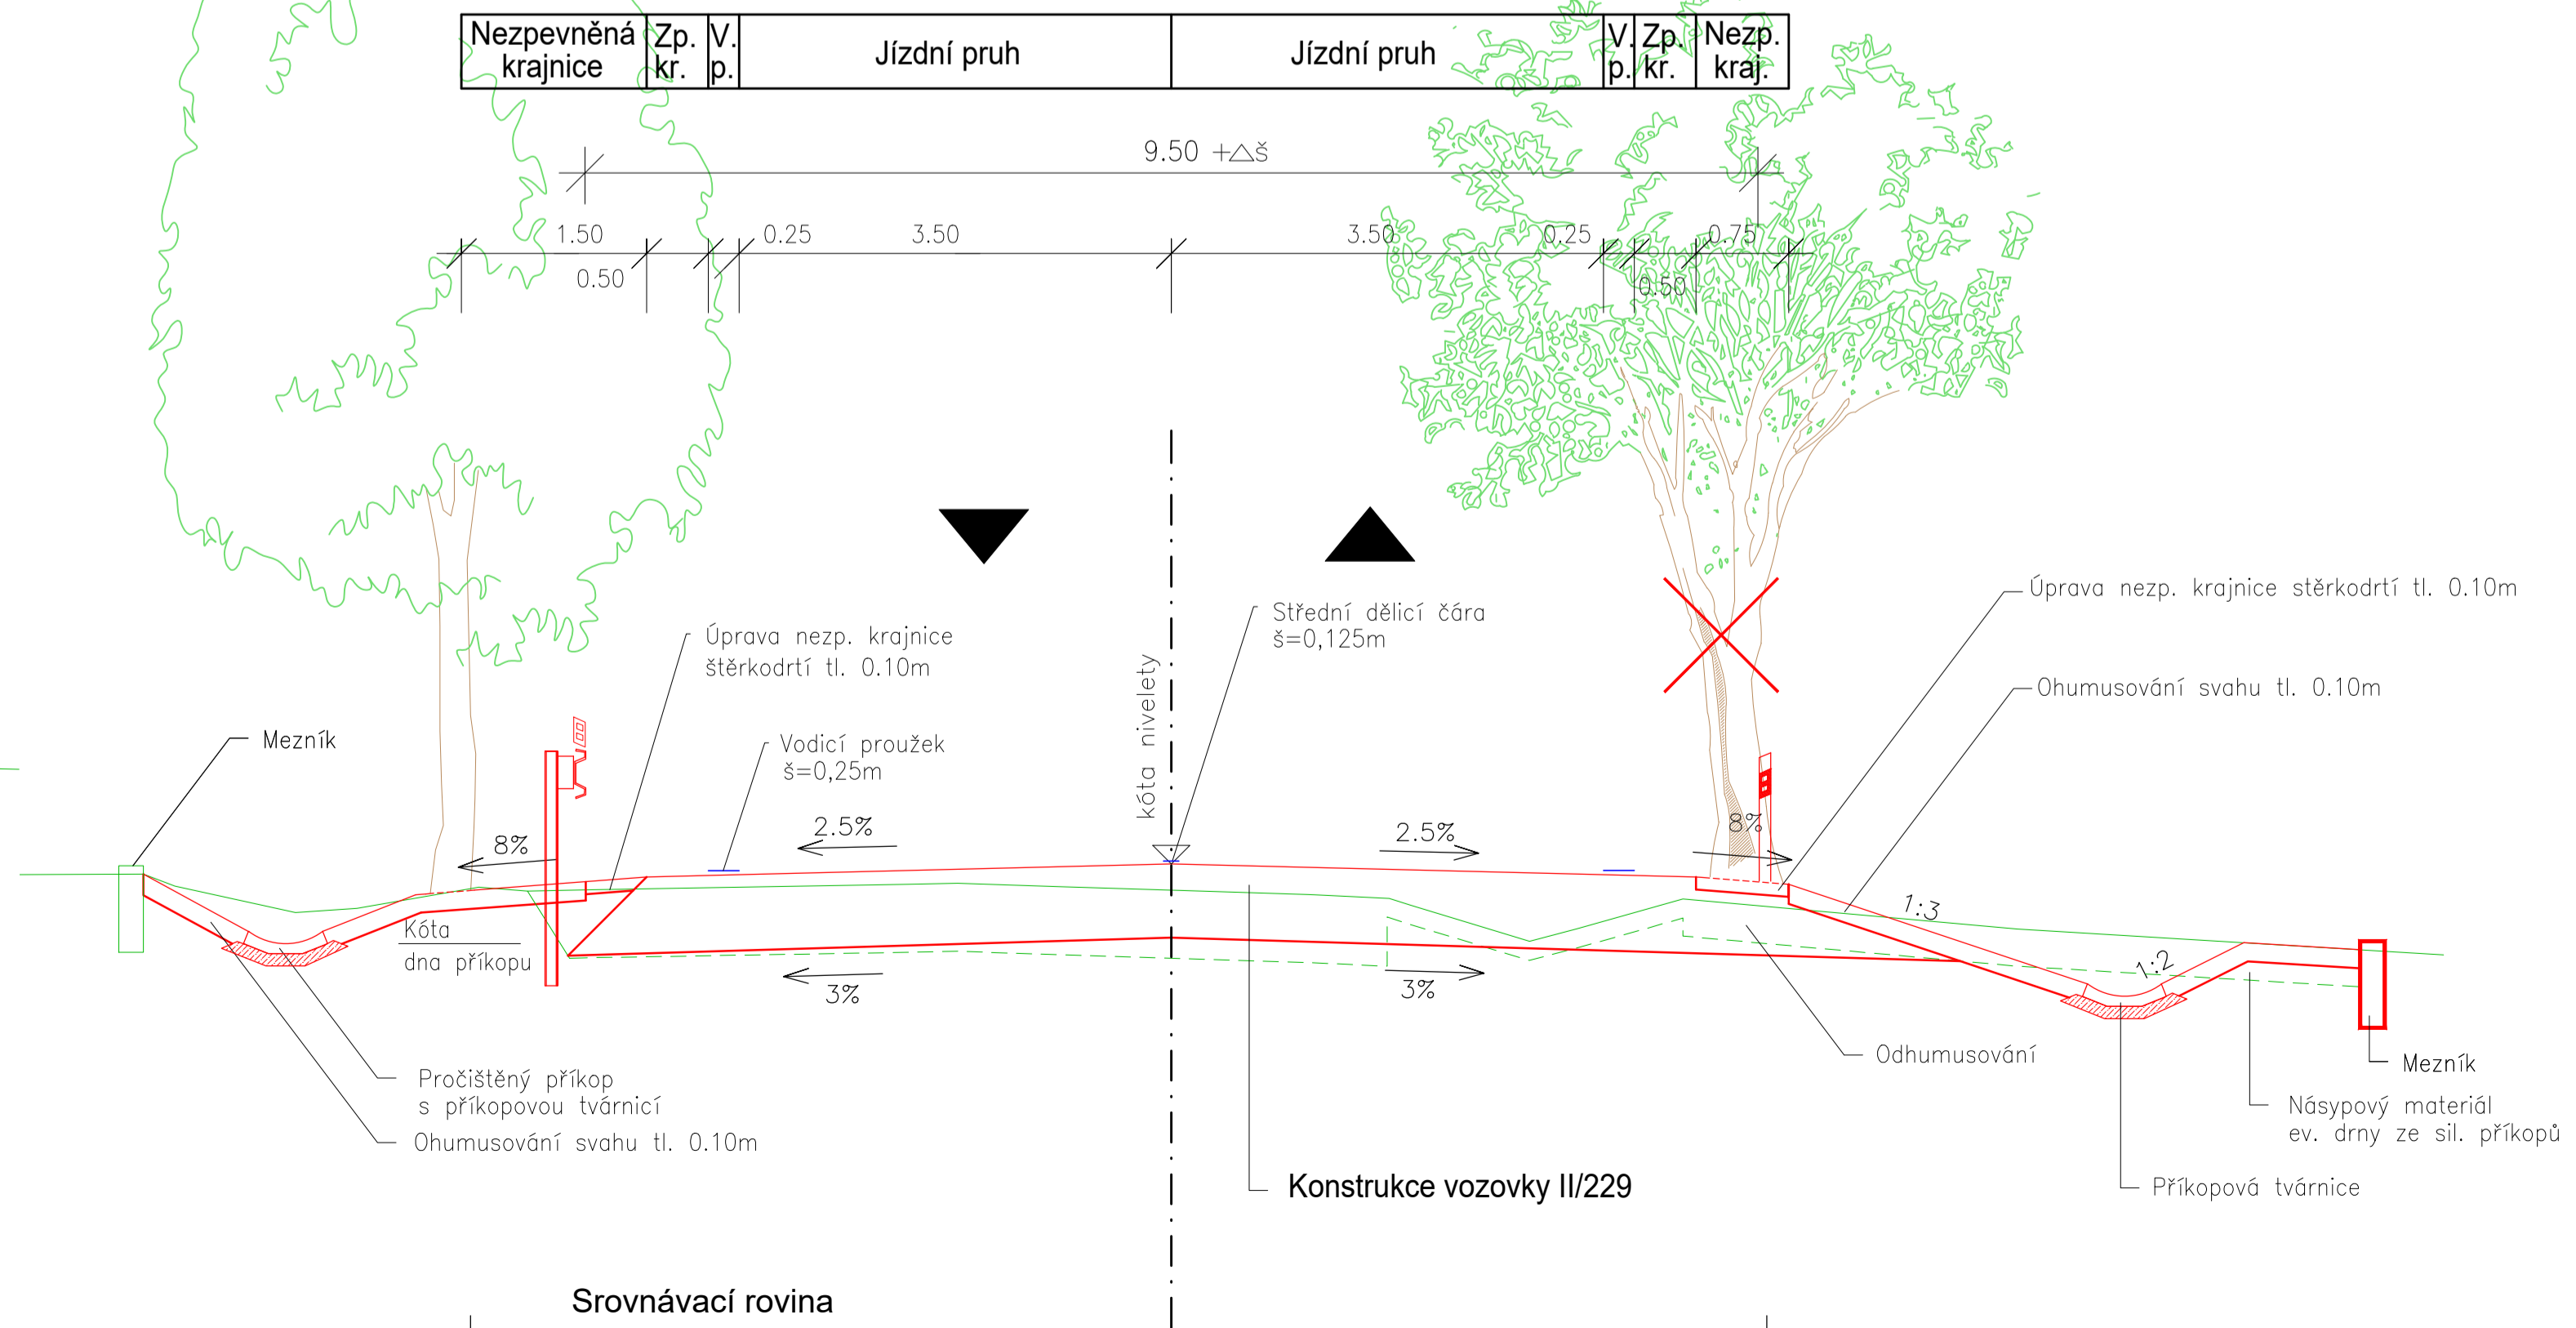 Nezpevněná
krajnice
Zp.
kr.
V.
p.
Jízdní pruh
Jízdní pruh
V.
p.
Zp.
kr.
Nezp.
kraj.
9.50 +△š
1.50
0.25
3.50
3.50
0.25
0.75
0.50
0.50
Úprava nezp. krajnice stěrkodrtí tl. 0.10m
Střední dělicí čára
š=0,125m
Úprava nezp. krajnice
štěrkodrtí tl. 0.10m
Ohumusování svahu tl. 0.10m
Mezník
Vodicí proužek
š=0,25m
kóta nivelety
8%
2.5%
2.5%
8%
1:3
Kóta
dna příkopu
1:2
3%
3%
Odhumusování
Mezník
Pročištěný příkop
s příkopovou tvárnicí
Násypový materiál
ev. drny ze sil. příkopů
Ohumusování svahu tl. 0.10m
Konstrukce vozovky II/229
Příkopová tvárnice
Srovnávací rovina